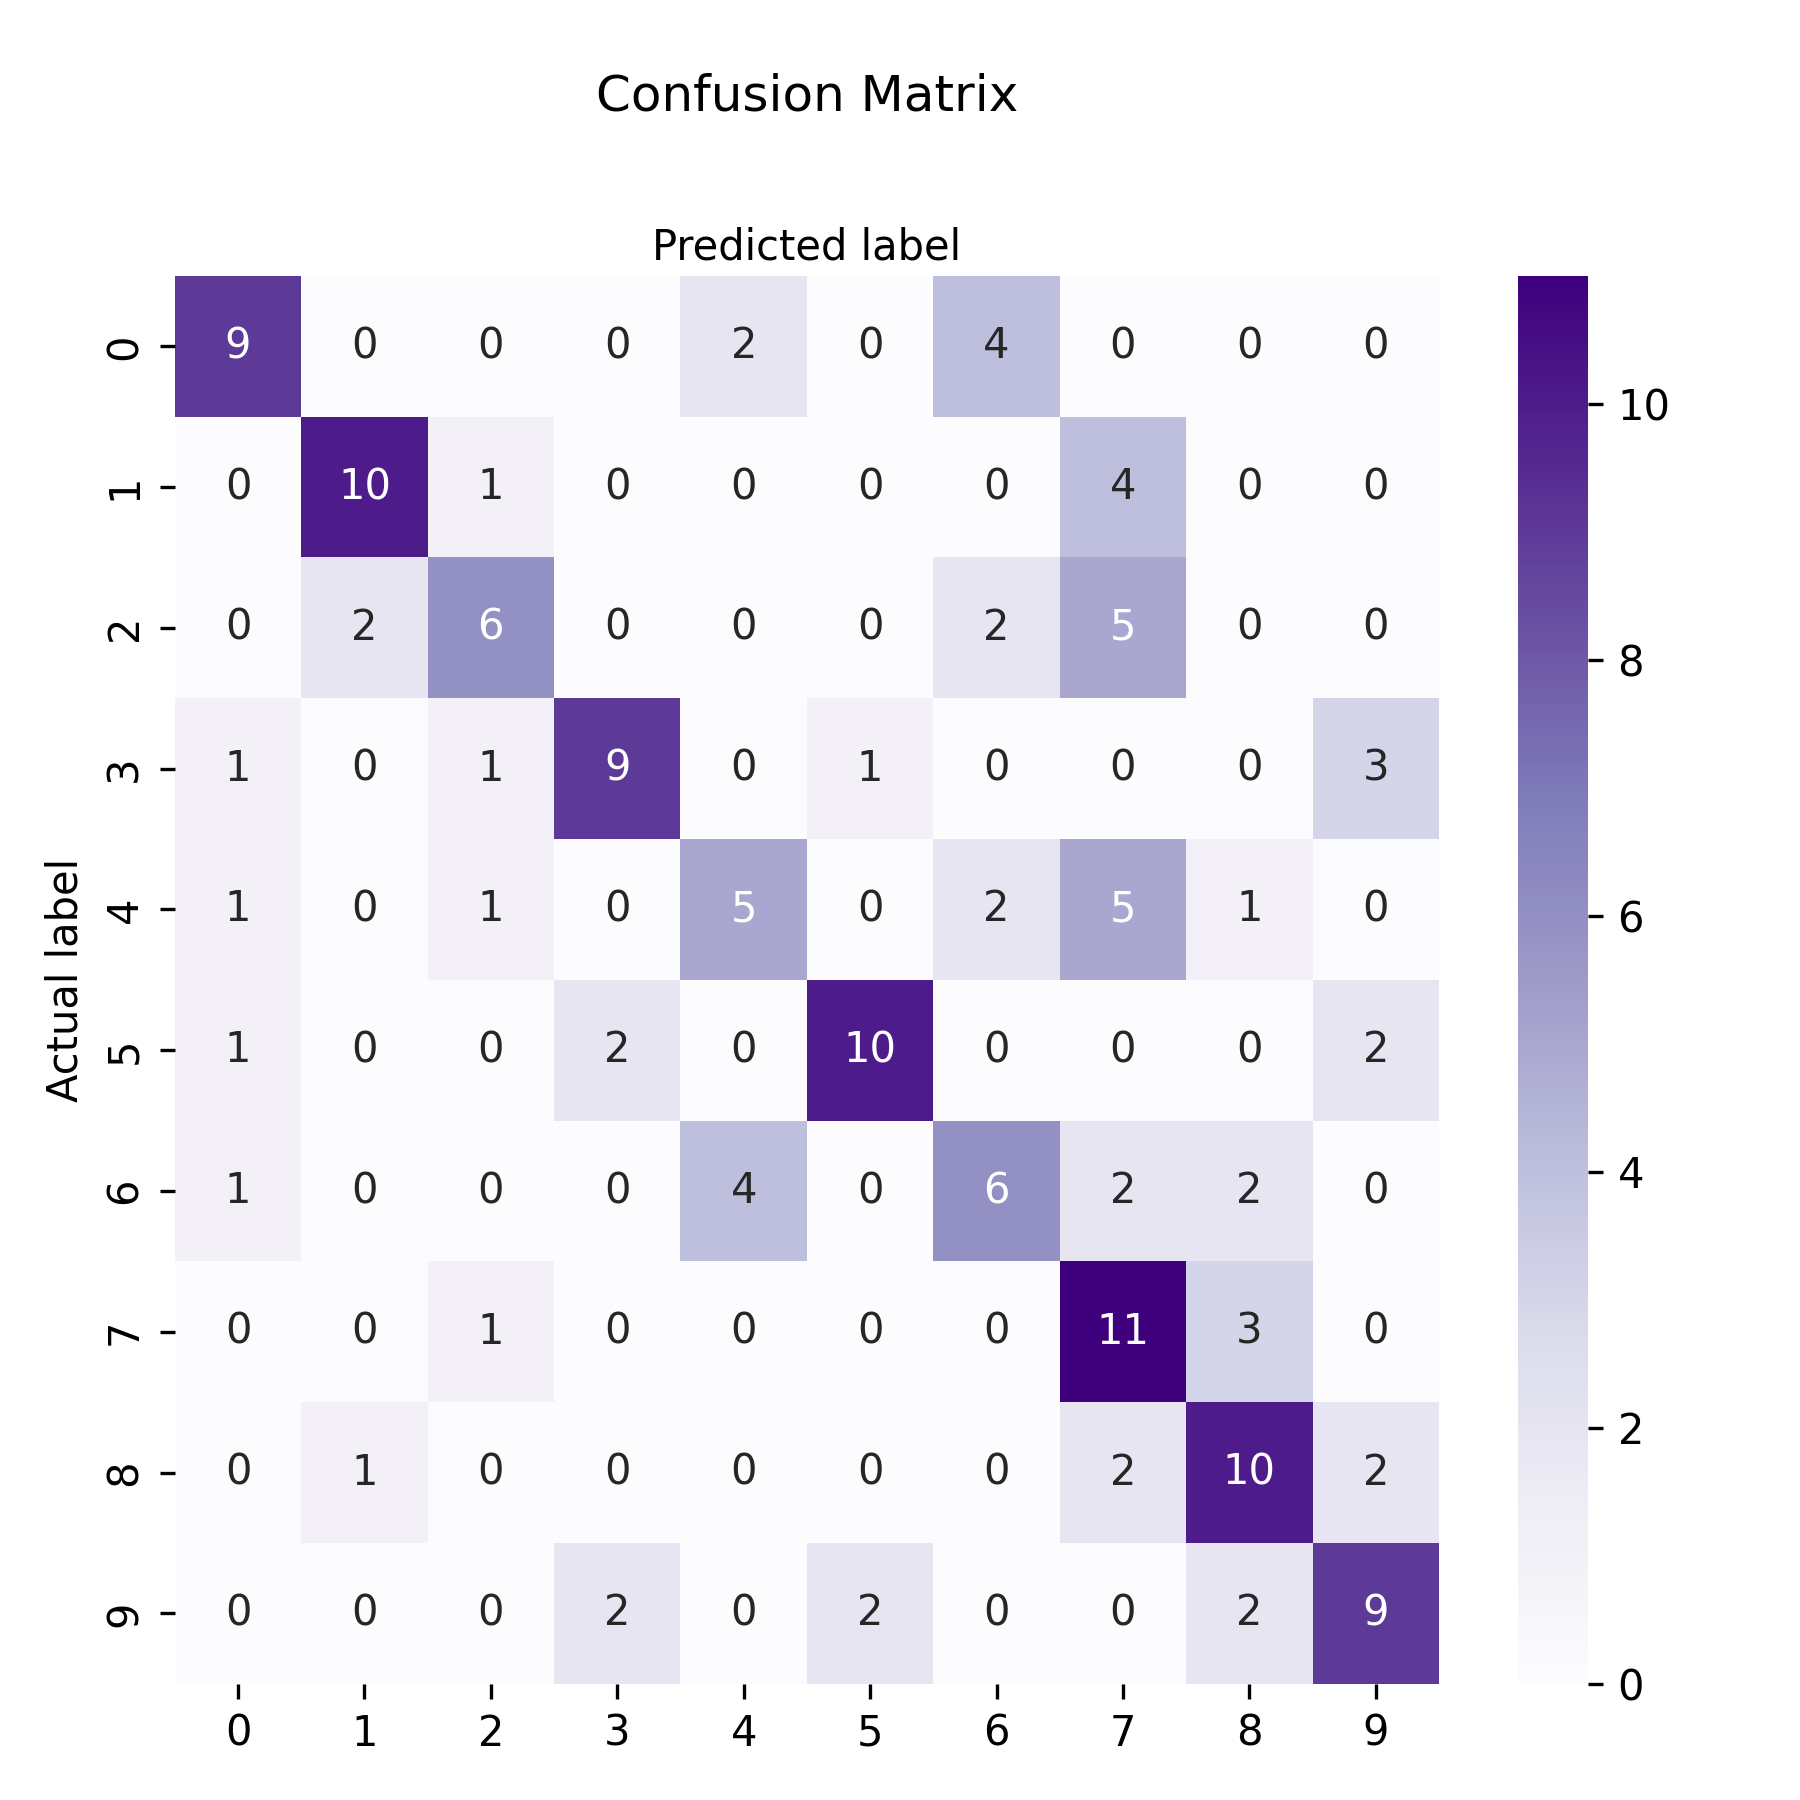 Confusion Matrix
Predicted label
0 9 0 0 0 2 0 4 0 0 0
1 0 10 1 0 0 0 0 4 0 0
2 0 2 6 0 0 0 2 5 0 0
3 1 0 1 9 0 1 0 0 0 3
4 1 0 1 0 5 0 2 5 1 0
5 1 0 0 2 0 10 0 0 0 2
6 1 0 0 0 4 0 6 2 2 0
7 0 0 1 0 0 0 0 11 3 0
8 0 1 0 0 0 0 0 2 10 2
9 0 0 0 2 0 2 0 0 2 9
0 1 2 3 4 5 6 7 8 9
Actual label
10
8
6
4
2
0